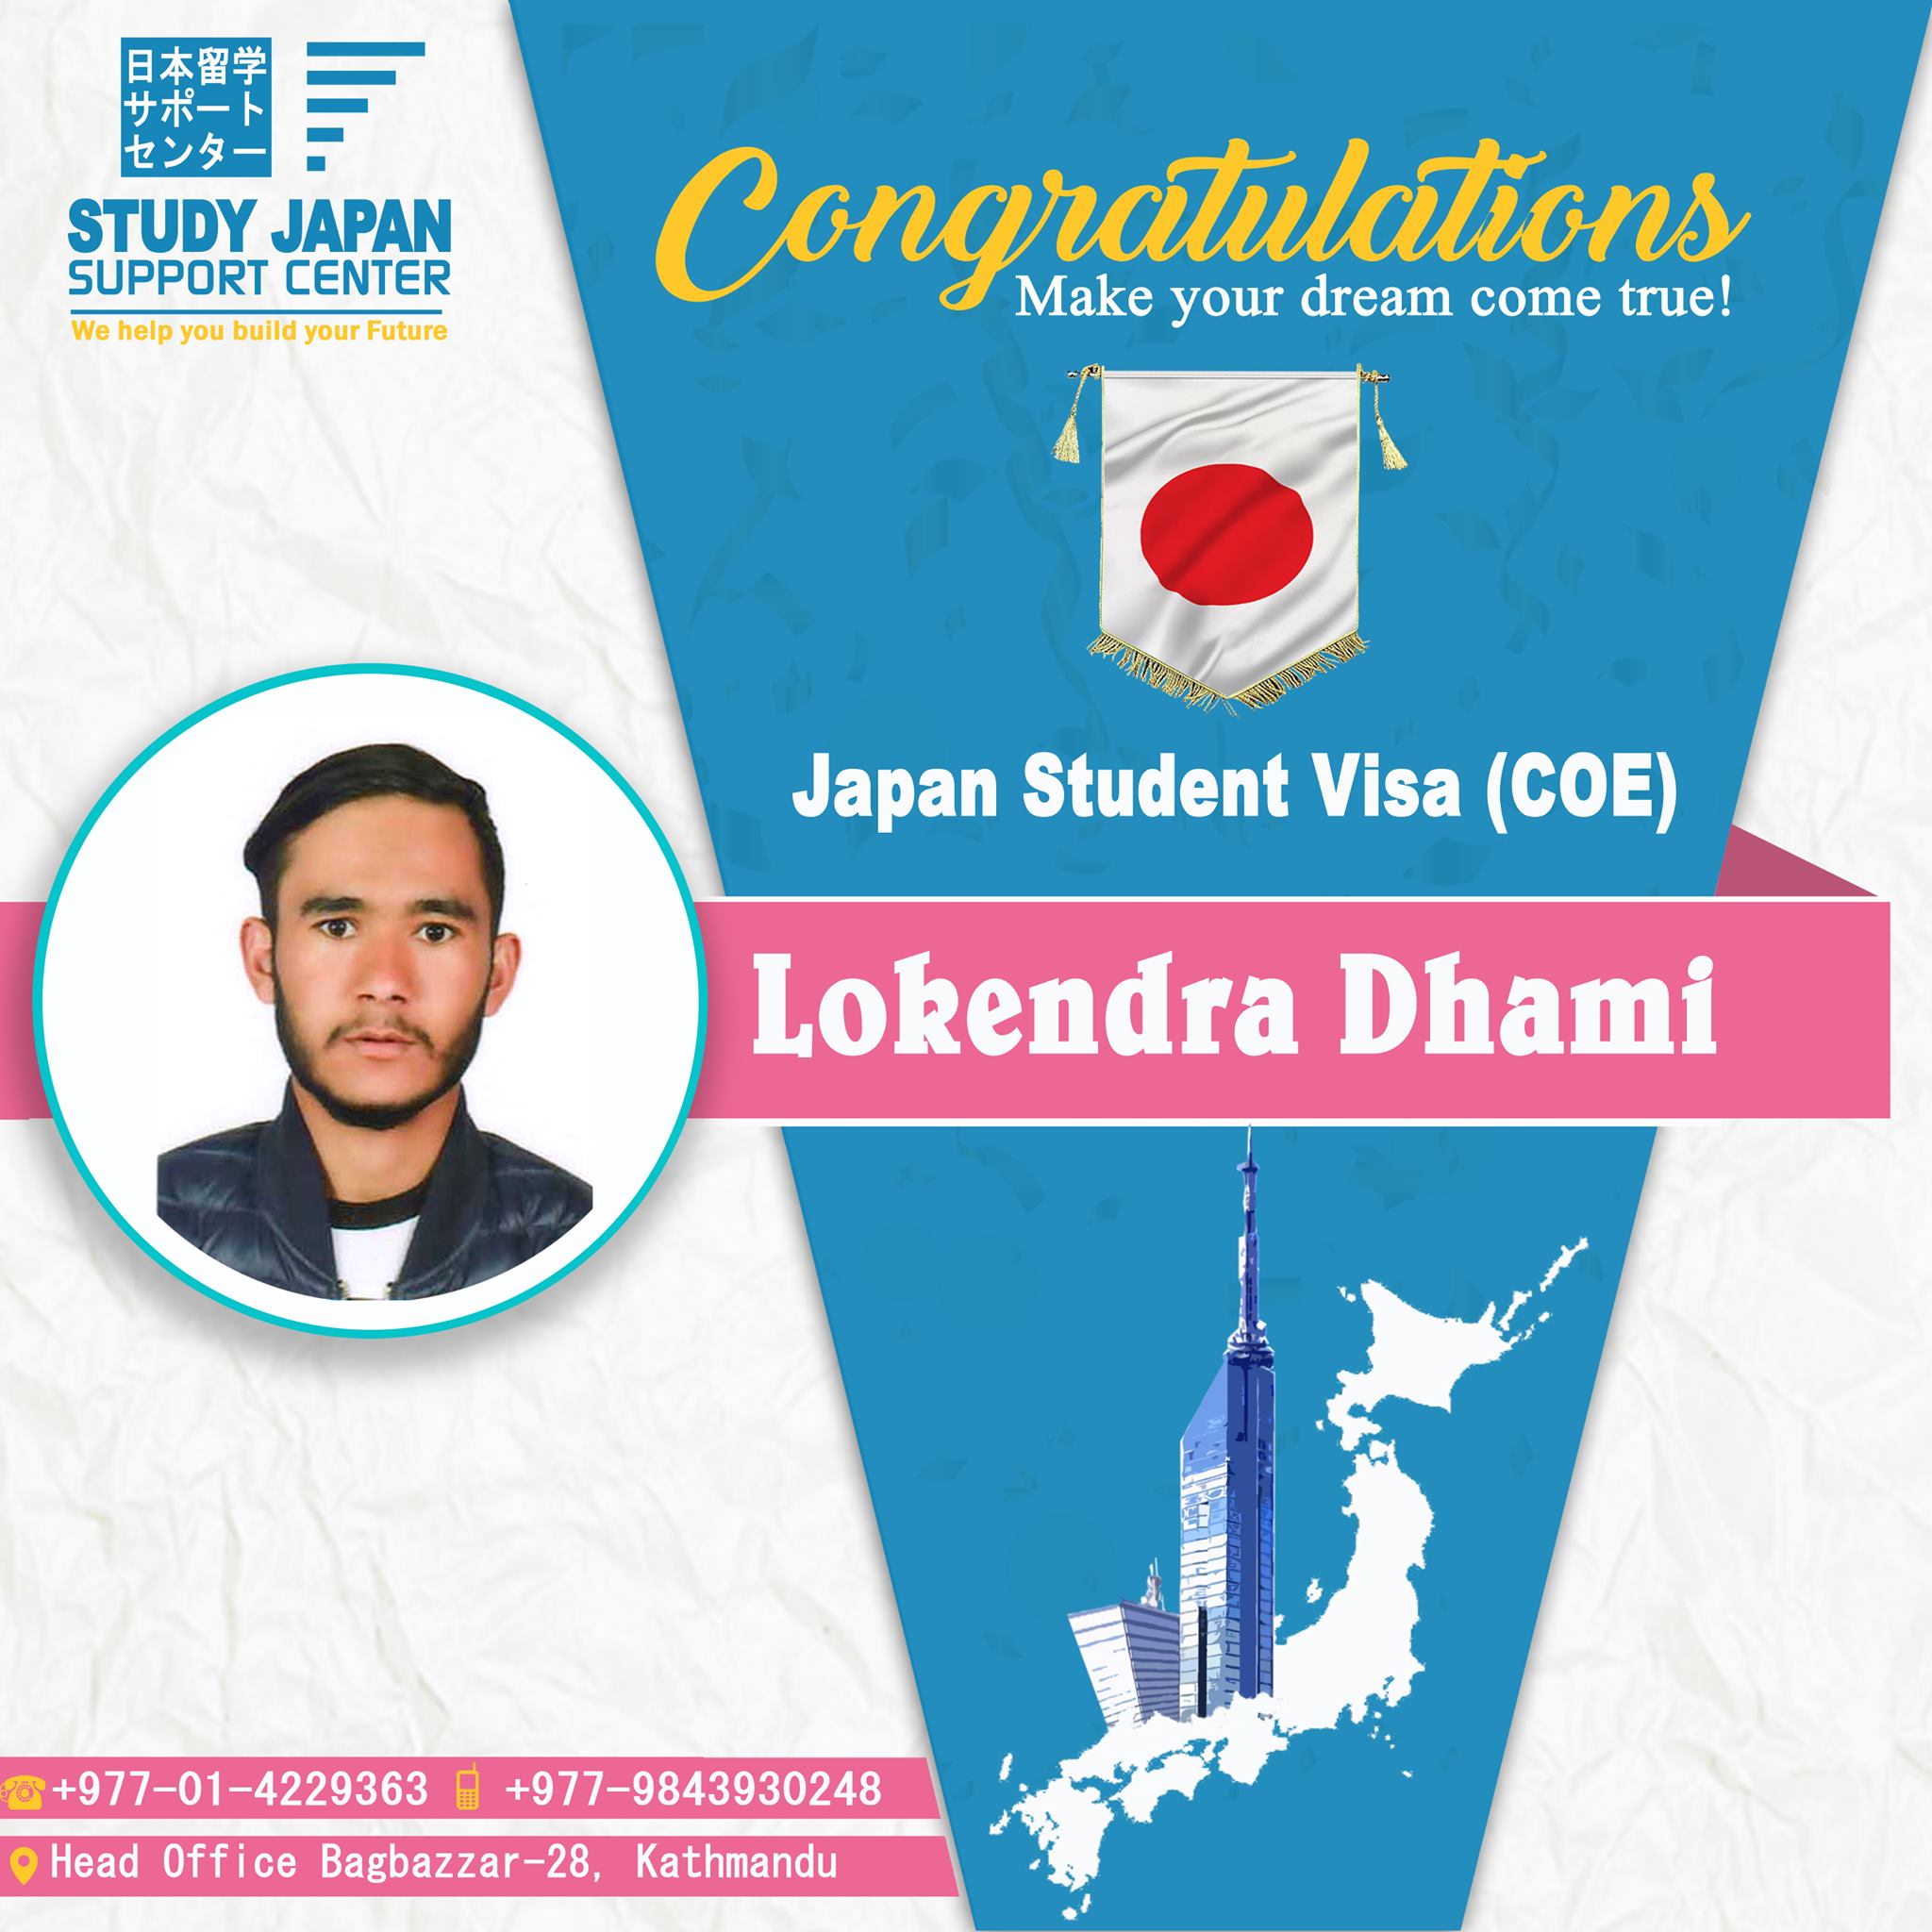 日本留学
サポート
センター
STUDY JAPAN
SUPPORT CENTER
We help you build your Future
Congratulations
Make your dream come true!
Japan Student Visa (COE)
Lokendra Dhami
+977-01-4229363 +977-9843930248
Head Office Bagbazzar-28, Kathmandu